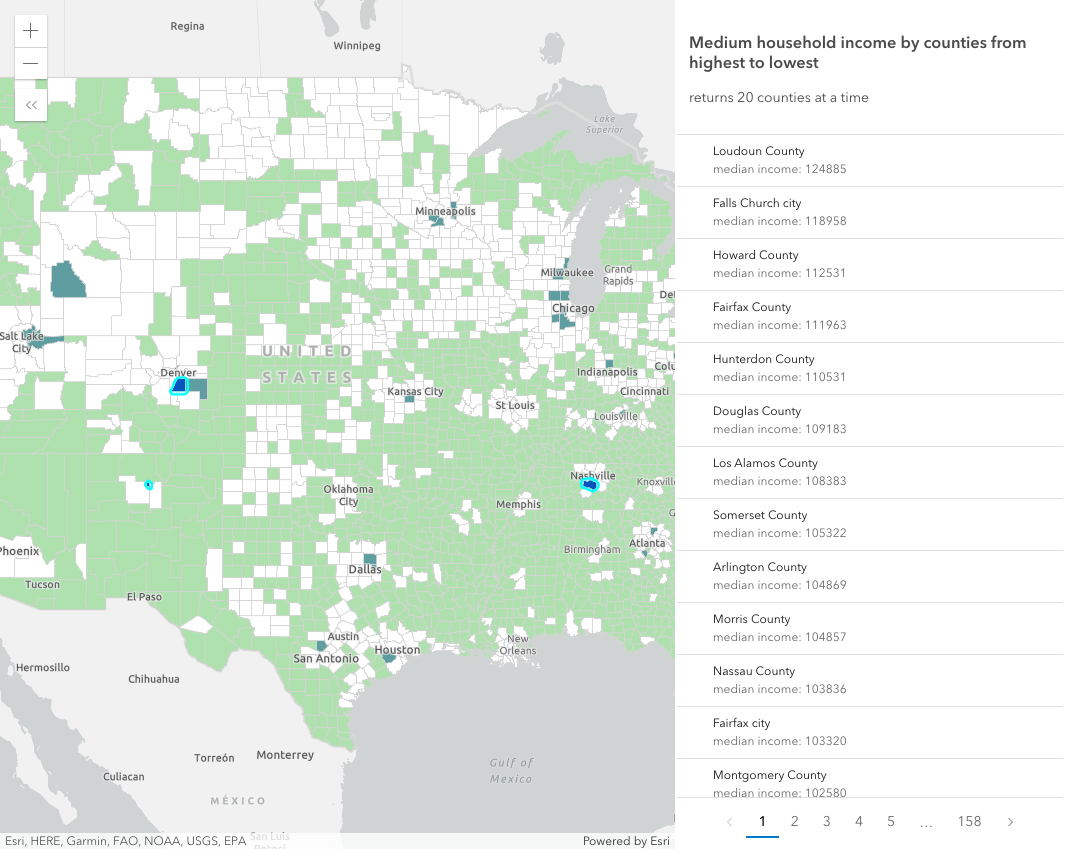 Regina
Winnipeg
Lake
Superior
Minneapolis
Milwaukee
Grand
Rapids
Chicago
Salt Lake
City
UNITED
STATES
Denver
Indianapolis
Kansas City
Cincinnati
St Louis
Louisville
Nashville
Knoxvill
Oklahoma
City
Memphis
Phoenix
Birmingham
Atlanta
Dallas
Tucson
El Paso
Austin
New
Orleans
San Antonio
Houston
Hermosillo
Chihuahua
Torreón
Monterrey
Culiacan
Gulf of
Mexico
MÉXICO
San Luis
Potosí
Esri, HERE, Garmin, FAO, NOAA, USGS, EPA
Powered by Esri
Medium household income by counties from
highest to lowest
returns 20 counties at a time
Loudoun County
median income: 124885
Falls Church city
median income: 118958
Howard County
median income: 112531
Fairfax County
median income: 111963
Hunterdon County
median income: 110531
Douglas County
median income: 109183
Los Alamos County
median income: 108383
Somerset County
median income: 105322
Arlington County
median income: 104869
Morris County
median income: 104857
Nassau County
median income: 103836
Fairfax city
median income: 103320
Montgomery County
median income: 102580
1 2 3 4 5 … 158